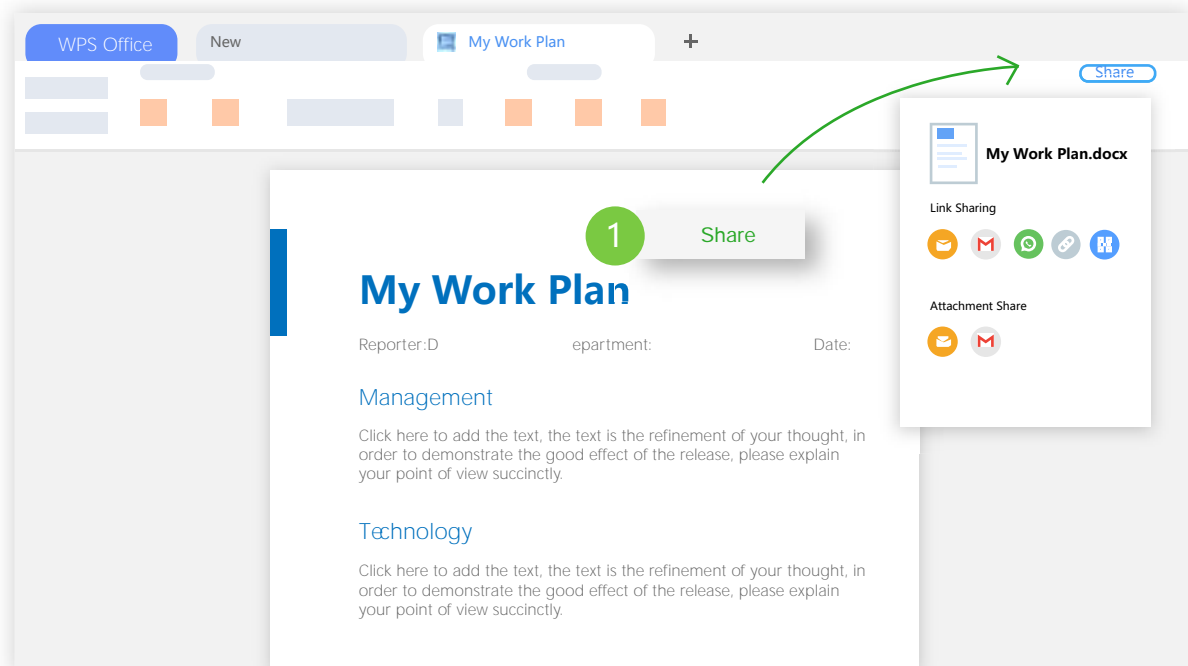 WPS Office
New
My Work Plan
Share
My Work Plan.docx
Link Sharing
Attachment Share
1
Share
My Work Plan
Reporter:D epartment: Date:
Management
Click here to add the text, the text is the refinement of your thought, in
order to demonstrate the good effect of the release, please explain
your point of view succinctly.
Technology
Click here to add the text, the text is the refinement of your thought, in
order to demonstrate the good effect of the release, please explain
your point of view succinctly.